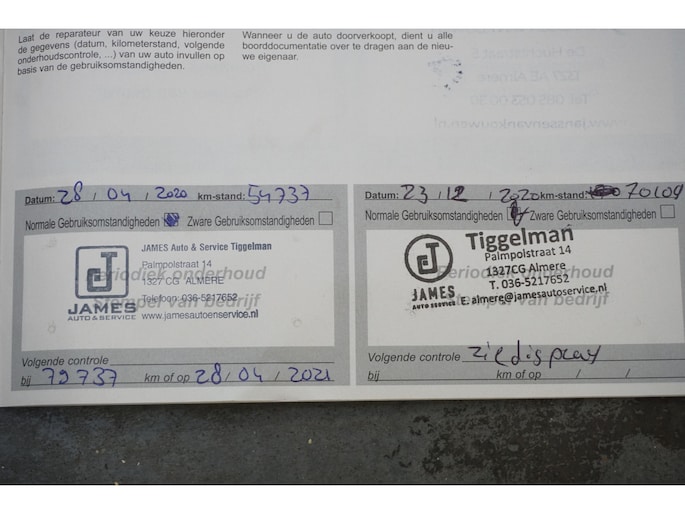 Laat de reparateur van uw keuze hieronder
de gegevens (datum, kilometerstand, volgende
onderhoudscontrole, ...) van uw auto invullen op
basis van de gebruiksomstandigheden.
Wanneer u de auto doorverkoopt, dient u alle
boorddocumentatie over te dragen aan de nieu-
we eigenaar.
Datum: 28 / 04 / 2020 km-stand: 54737
Normale Gebruiksomstandigheden Zware Gebruiksomstandigheden
JAMES Auto & Service Tiggelman
Palmpolstraat 14
Periodiek onderhoud
1327 CG ALMERE
Telefoon: 036-5217652
Stempel van bedrijf
JAMES
AUTO & SERVICE
www.jamesautoenservice.nl
Volgende controle
bij 79737 km of op 28 / 04 / 2021
Datum: 23 / 12 / 2020 km-stand: 70109
Normale Gebruiksomstandigheden Zware Gebruiksomstandigheden
Tiggelman
Palmpolstraat 14
Periodiek onderhoud
1327CG Almere
T. 036-5217652
Stempel van bedrijf
JAMES
AUTO SERVICE
E. almere@jamesautoservice.nl
Volgende controle zie display
bij km of op / /